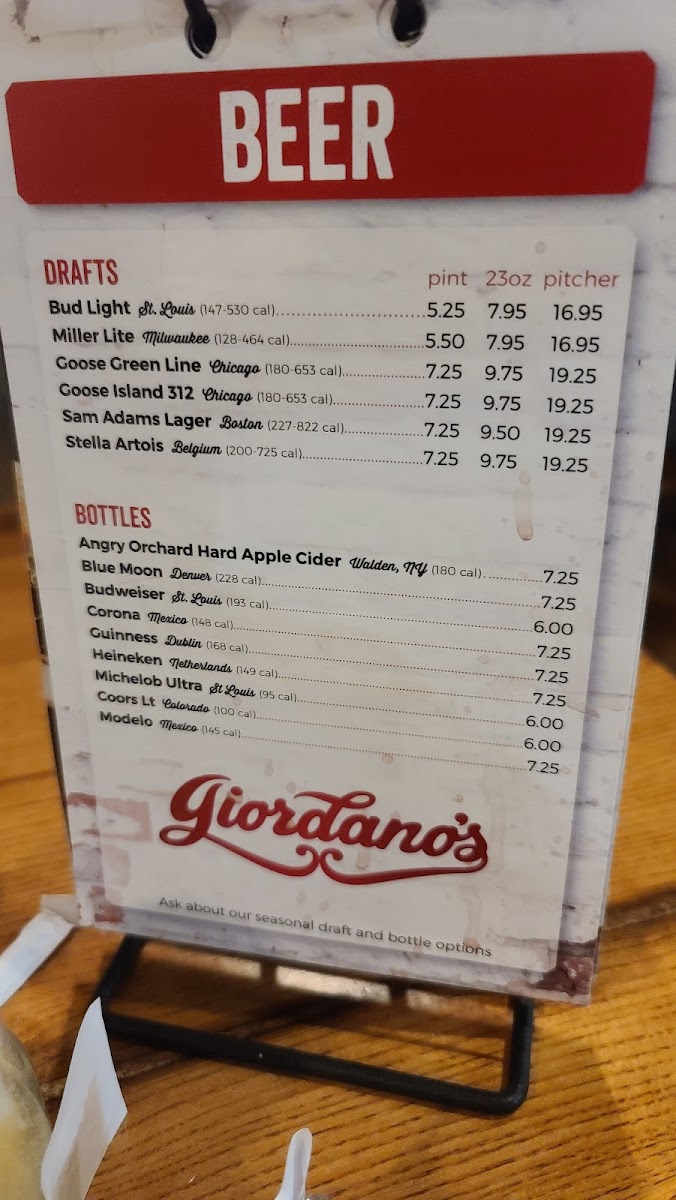 BEER
DRAFTS pint 23oz pitcher
Bud Light St. Louis (147-530 cal)............................5.25 7.95 16.95
Miller Lite Milwaukee (128-464 cal)............................5.50 7.95 16.95
Goose Green Line Chicago (180-653 cal)....................7.25 9.75 19.25
Goose Island 312 Chicago (180-653 cal)......................7.25 9.75 19.25
Sam Adams Lager Boston (227-822 cal)...................7.25 9.50 19.25
Stella Artois Belgium (200-725 cal)............................7.25 9.75 19.25
BOTTLES
Angry Orchard Hard Apple Cider Walden, NY (180 cal)..............7.25
Blue Moon Denver (228 cal)..................................................7.25
Budweiser St. Louis (193 cal)................................................6.00
Corona Mexico (148 cal)........................................................7.25
Guinness Dublin (168 cal)......................................................7.25
Heineken Netherlands (149 cal)..............................................7.25
Michelob Ultra St Louis (95 cal)..............................................6.00
Coors Lt Colorado (100 cal)....................................................6.00
Modelo Mexico (145 cal)........................................................7.25
Giordano's
Ask about our seasonal draft and bottle options